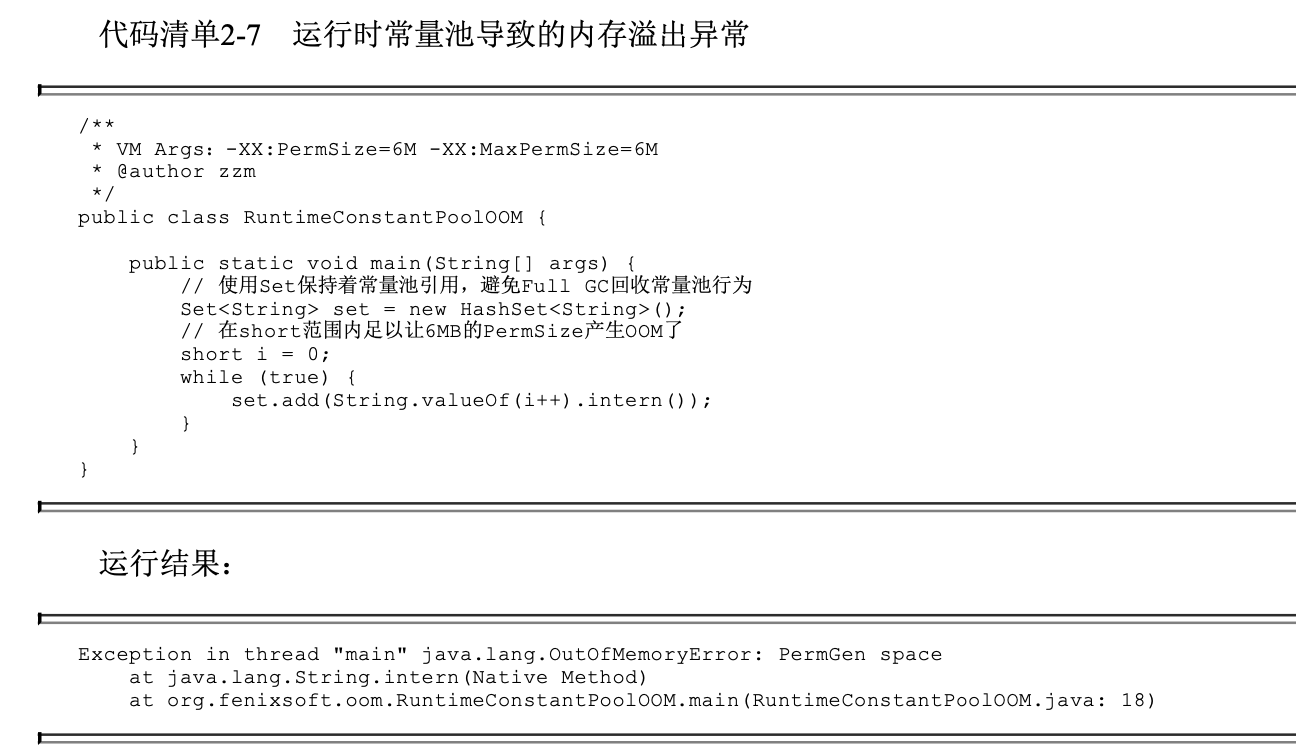 代码清单2-7 运行时常量池导致的内存溢出异常
/**
 * VM Args: -XX:PermSize=6M -XX:MaxPermSize=6M
 * @author zzm
 */
public class RuntimeConstantPoolOOM {
    public static void main(String[] args) {
        // 使用Set保持着常量池引用，避免Full GC回收常量池行为
        Set<String> set = new HashSet<String>();
        // 在short范围内足以让6MB的PermSize产生OOM了
        short i = 0;
        while (true) {
            set.add(String.valueOf(i++).intern());
        }
    }
}
运行结果：
Exception in thread "main" java.lang.OutOfMemoryError: PermGen space
    at java.lang.String.intern(Native Method)
    at org.fenixsoft.oom.RuntimeConstantPoolOOM.main(RuntimeConstantPoolOOM.java: 18)